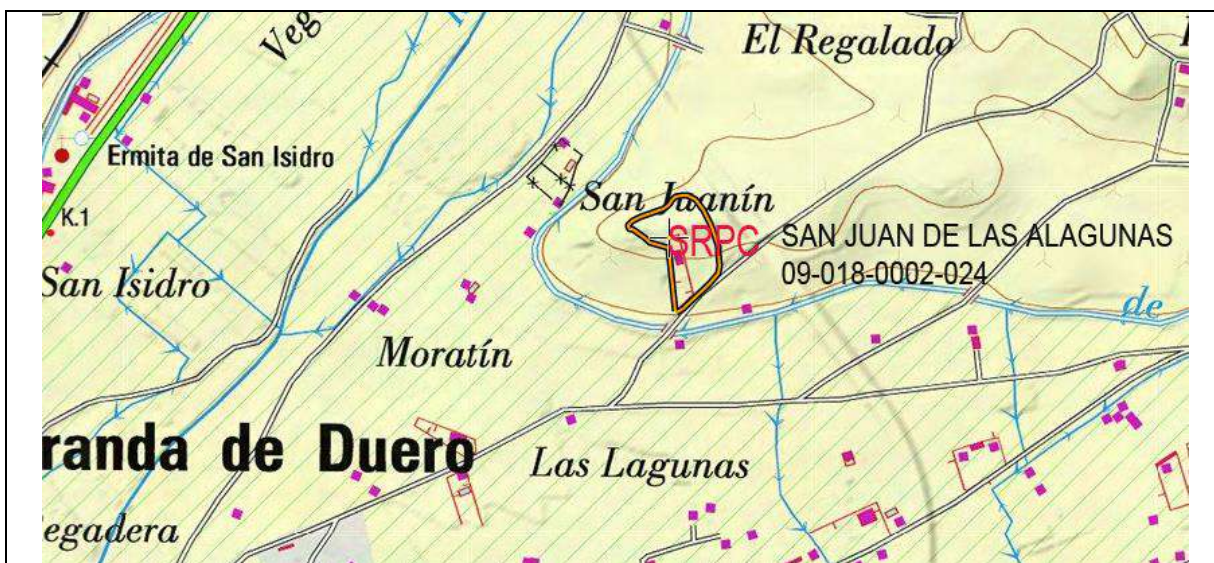 Vega
El Regalado
Ermita de San Isidro
San Juanín
K.1
SRPC
SAN JUAN DE LAS ALAGUNAS
09-018-0002-024
San Isidro
de
Moratín
randa de Duero
Las Lagunas
egadera